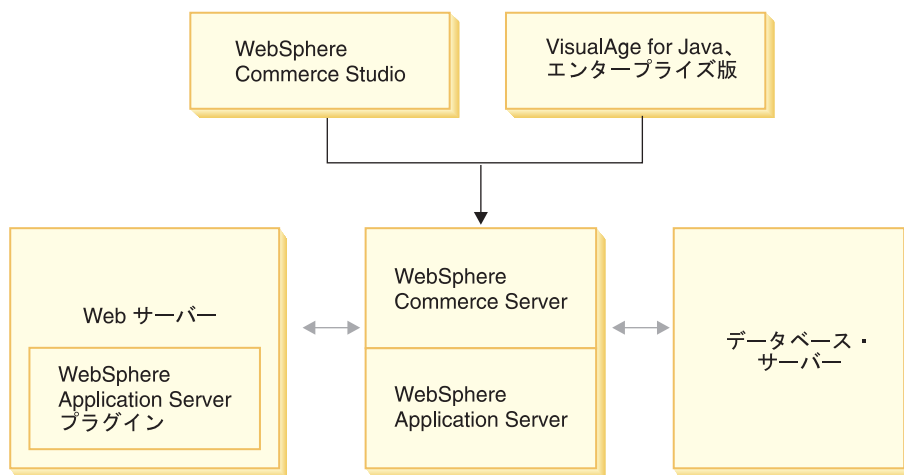 WebSphere
Commerce Studio
VisualAge for Java、
エンタープライズ版
Web サーバー
WebSphere
Application Server
プラグイン
WebSphere
Commerce Server
WebSphere
Application Server
データベース・
サーバー